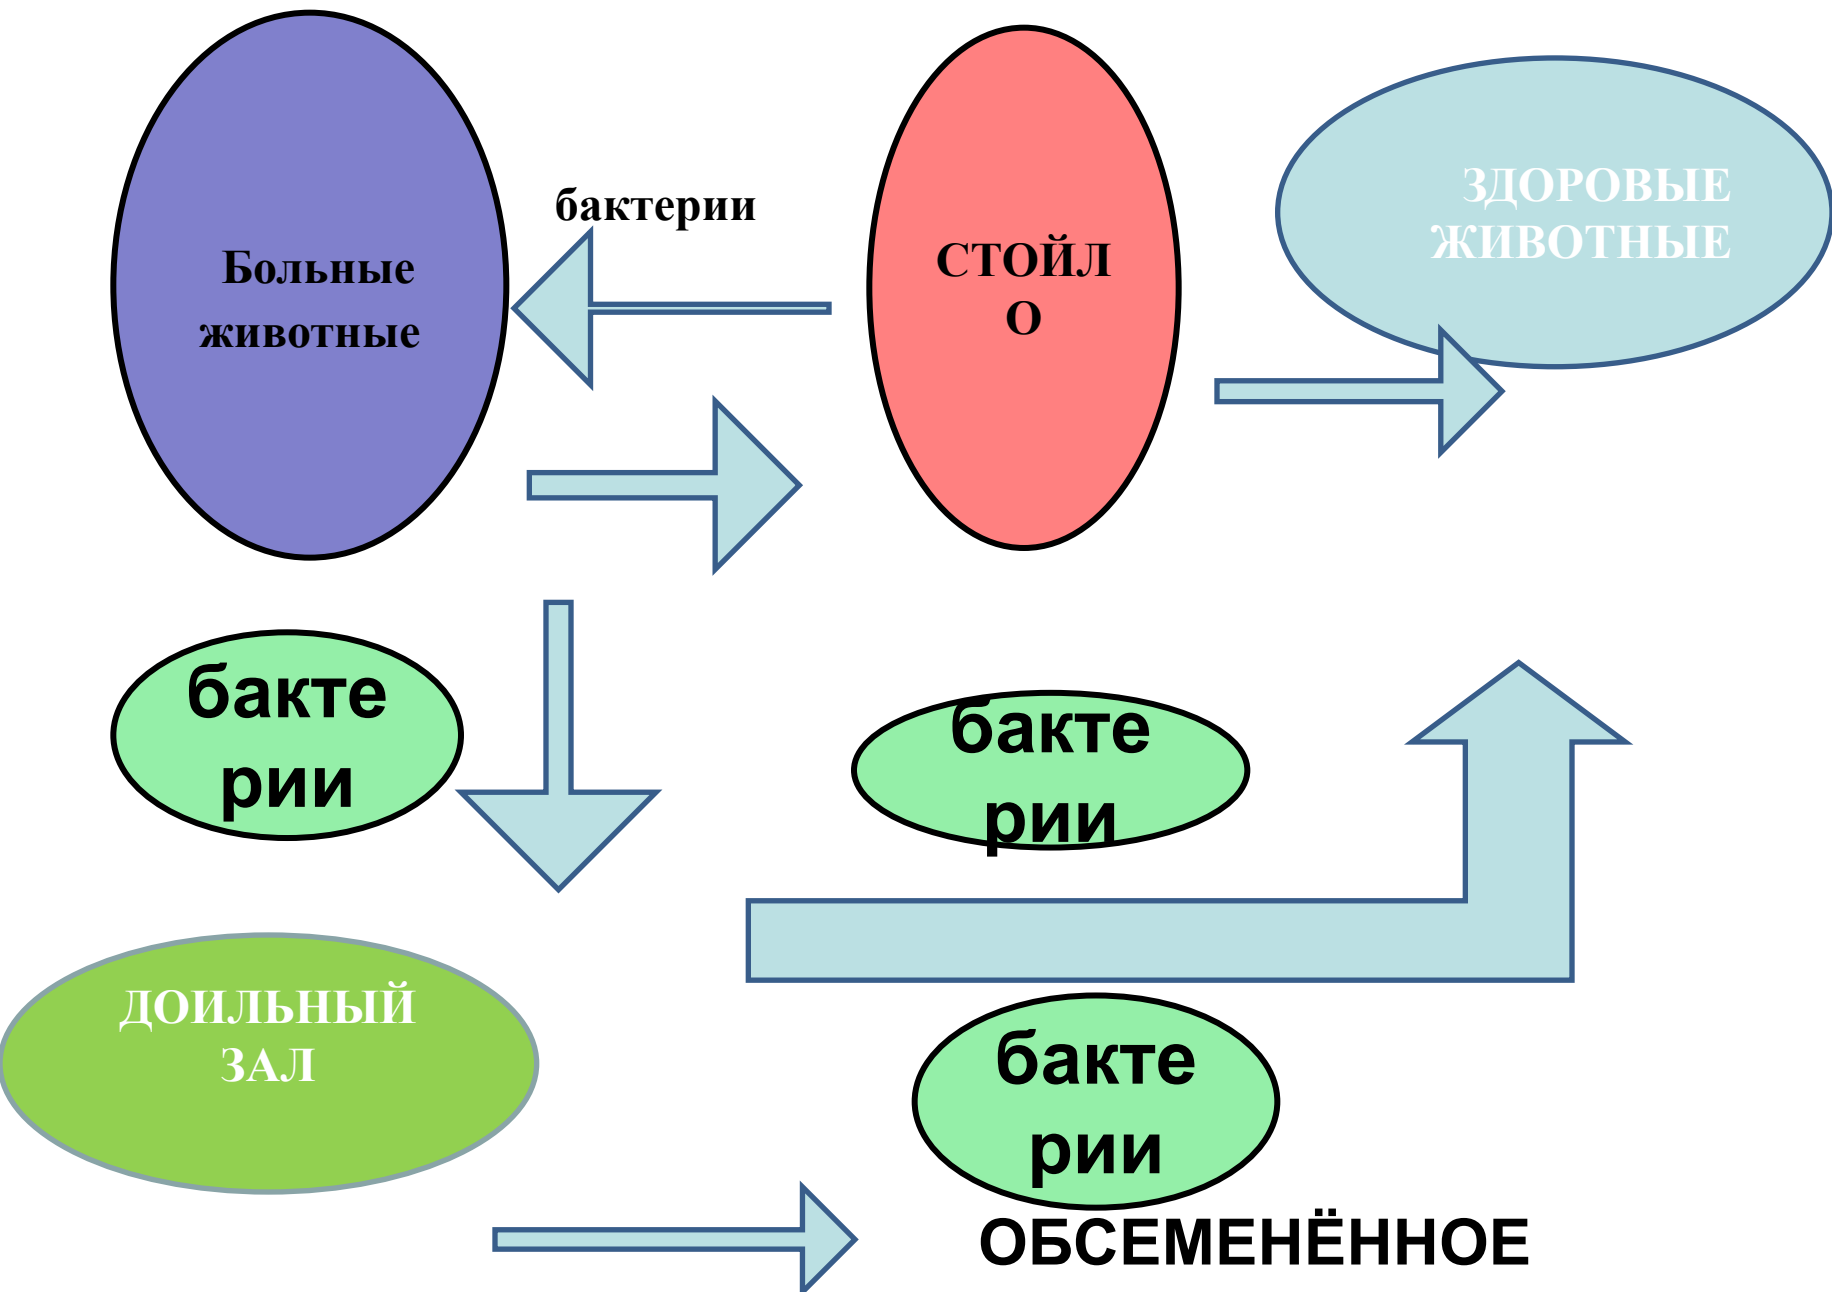 бактерии
Больные
животные
СТОЙЛ
О
ЗДОРОВЫЕ
ЖИВОТНЫЕ
бакте
рии
бакте
рии
ДОИЛЬНЫЙ
ЗАЛ
бакте
рии
ОБСЕМЕНЁННОЕ